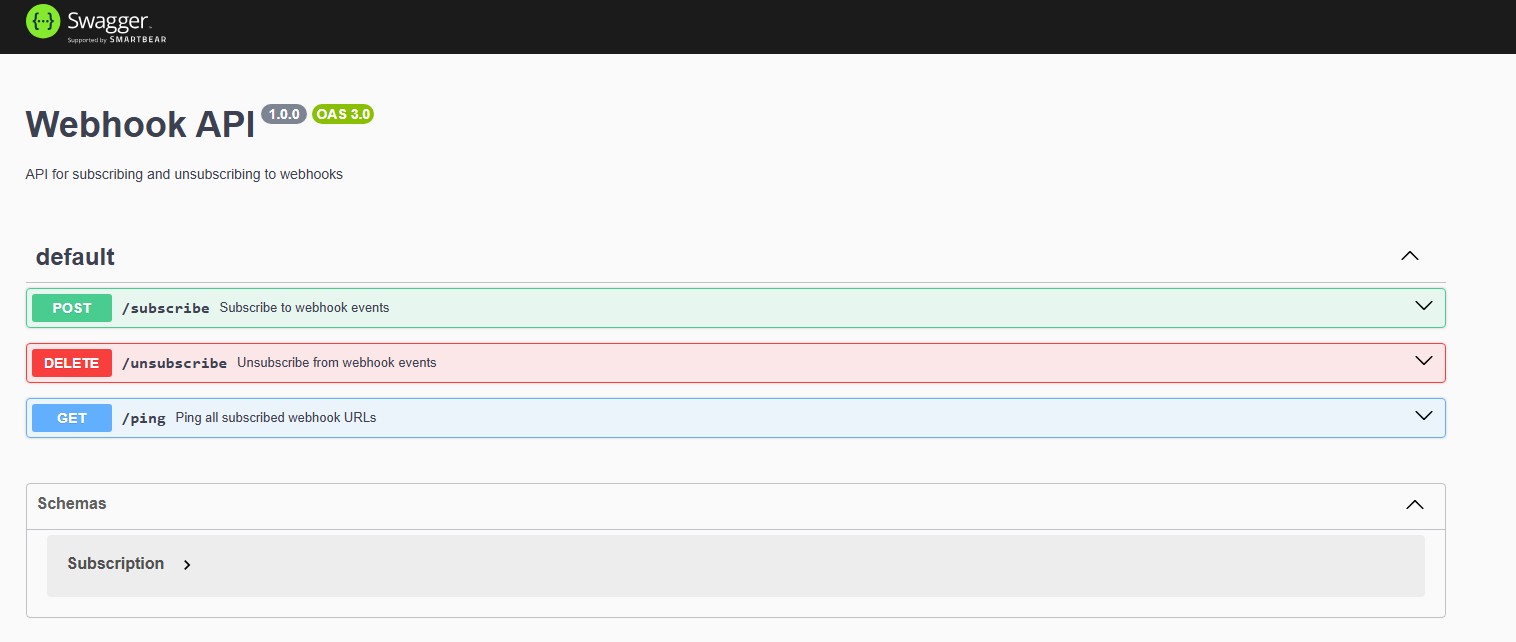 Swagger
Supported by SMARTBEAR
Webhook API 1.0.0 OAS 3.0
API for subscribing and unsubscribing to webhooks
default
POST /subscribe Subscribe to webhook events
DELETE /unsubscribe Unsubscribe from webhook events
GET /ping Ping all subscribed webhook URLs
Schemas
Subscription